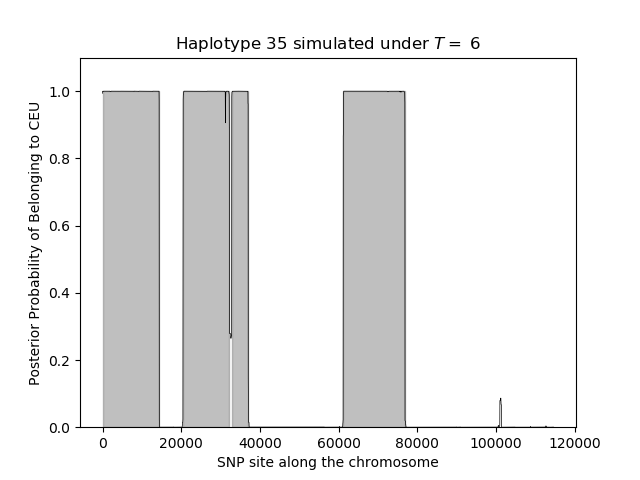 Haplotype 35 simulated under T = 6
Posterior Probability of Belonging to CEU
1.0
0.8
0.6
0.4
0.2
0.0
0 20000 40000 60000 80000 100000 120000
SNP site along the chromosome